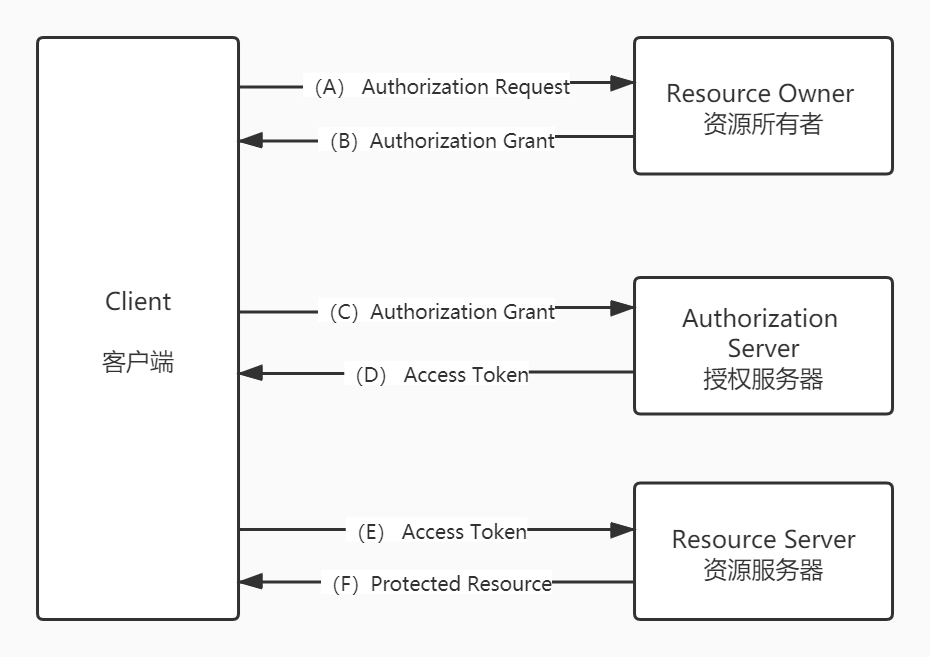 (A) Authorization Request
Resource Owner
资源所有者
(B) Authorization Grant
Client
客户端
(C) Authorization Grant
Authorization
Server
授权服务器
(D) Access Token
(E) Access Token
Resource Server
资源服务器
(F) Protected Resource